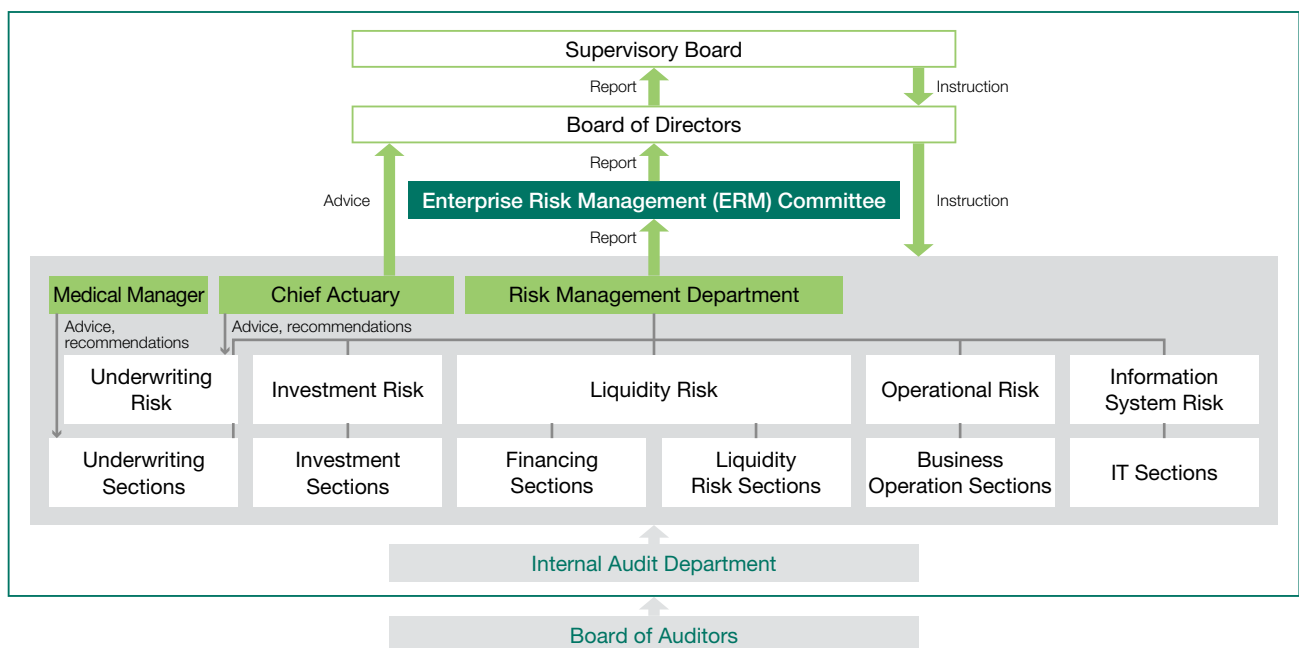 Supervisory Board
Report
Instruction
Board of Directors
Report
Advice
Enterprise Risk Management (ERM) Committee
Instruction
Report
Medical Manager
Chief Actuary
Risk Management Department
Advice,
recommendations
Advice, recommendations
Underwriting
Risk
Investment Risk
Liquidity Risk
Operational Risk
Information
System Risk
Underwriting
Sections
Investment
Sections
Financing
Sections
Liquidity
Risk Sections
Business
Operation Sections
IT Sections
Internal Audit Department
Board of Auditors